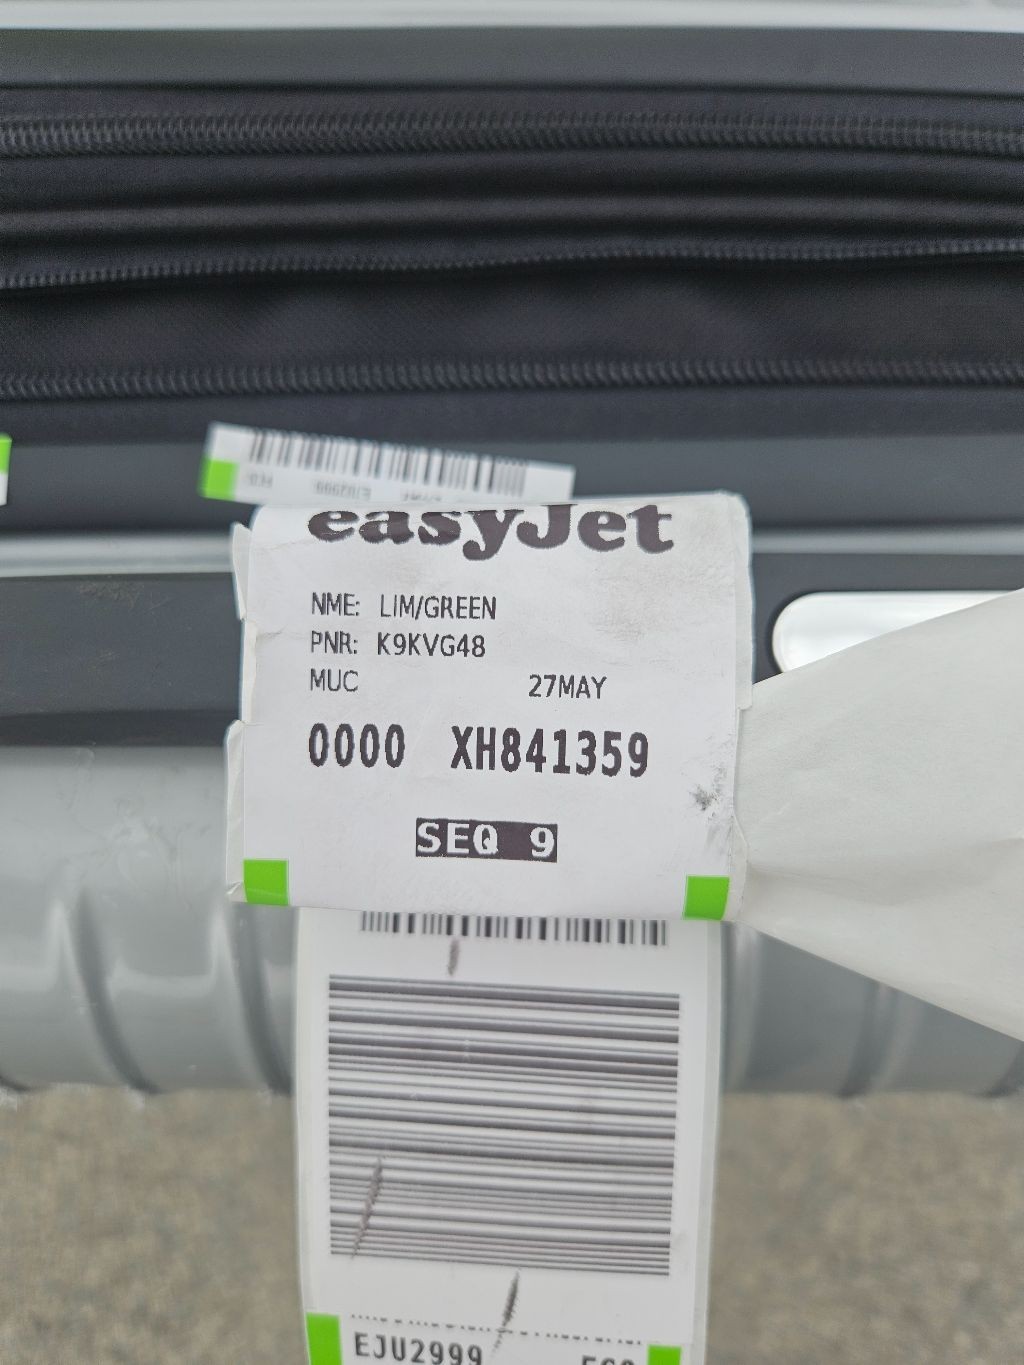 easyJet
NME: LIM/GREEN
PNR: K9KVG48
MUC 27MAY
0000 XH841359
SEQ 9
EJU2999